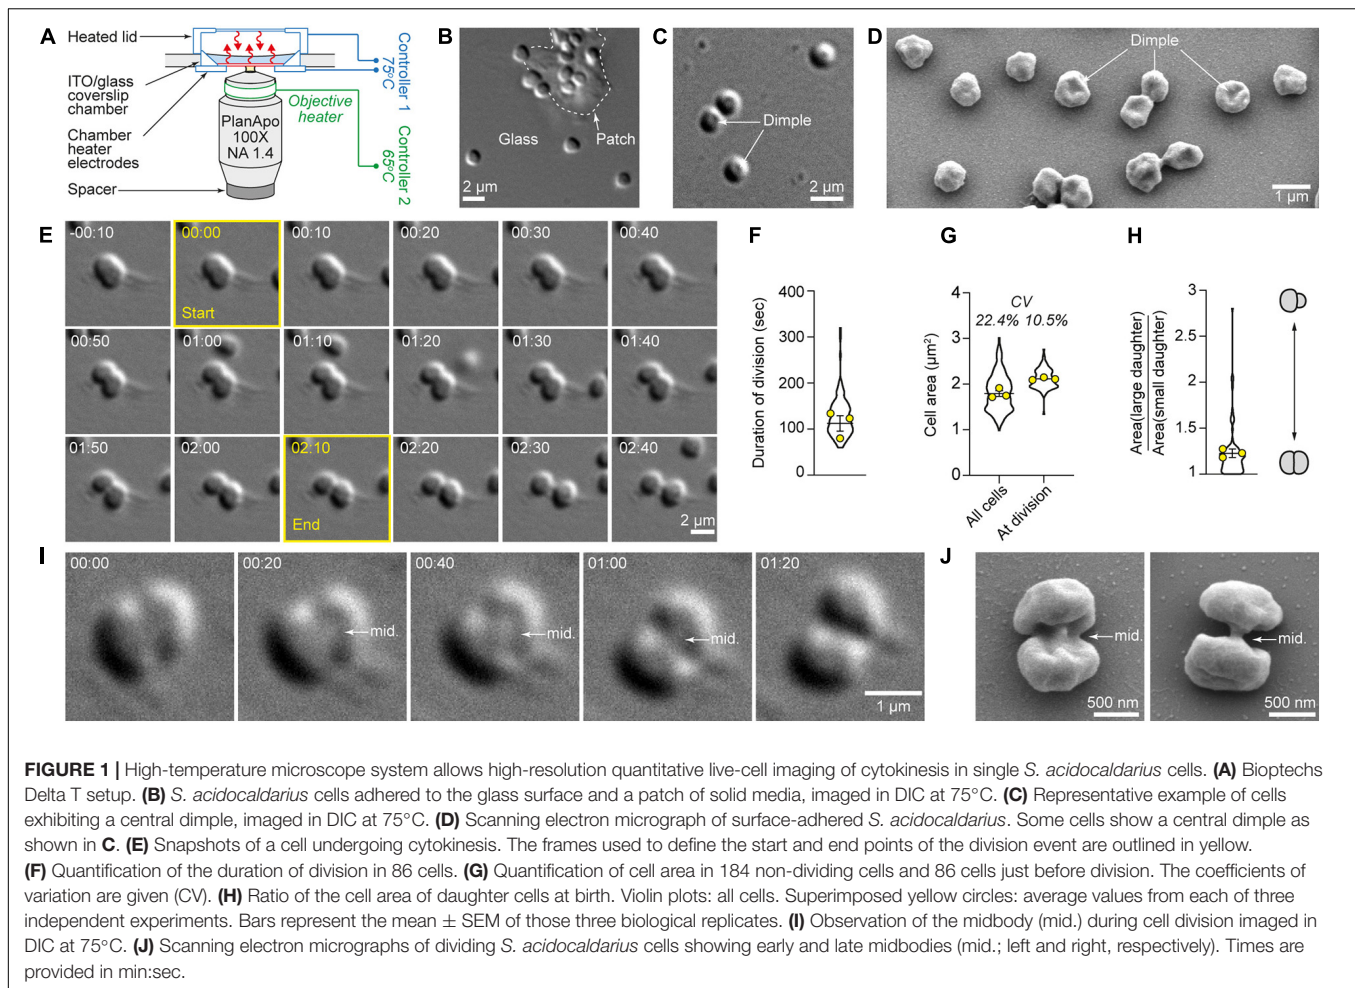 A
Heated lid
ITO/glass
coverslip
chamber
Chamber
heater
electrodes
Spacer
Objective
heater
PlanApo
100X
NA 1.4
Controller 1
75°C
Controller 2
65°C
B
Glass
Patch
2 µm
C
Dimple
2 µm
D
Dimple
1 µm
E
-00:10
00:00
00:10
00:20
00:30
00:40
Start
00:50
01:00
01:10
01:20
01:30
01:40
01:50
02:00
02:10
02:20
02:30
02:40
End
2 µm
F
Duration of division (sec)
400
300
200
100
0
G
Cell area (µm²)
4
3
2
1
0
CV
22.4% 10.5%
All cells
At division
H
Area(large daughter)
Area(small daughter)
3
2.5
2
1.5
1
I
00:00
00:20
00:40
01:00
01:20
mid.
mid.
mid.
1 µm
J
mid.
500 nm
mid.
500 nm
FIGURE 1 | High-temperature microscope system allows high-resolution quantitative live-cell imaging of cytokinesis in single S. acidocaldarius cells. (A) Bioptechs
Delta T setup. (B) S. acidocaldarius cells adhered to the glass surface and a patch of solid media, imaged in DIC at 75°C. (C) Representative example of cells
exhibiting a central dimple, imaged in DIC at 75°C. (D) Scanning electron micrograph of surface-adhered S. acidocaldarius. Some cells show a central dimple as
shown in C. (E) Snapshots of a cell undergoing cytokinesis. The frames used to define the start and end points of the division event are outlined in yellow.
(F) Quantification of the duration of division in 86 cells. (G) Quantification of cell area in 184 non-dividing cells and 86 cells just before division. The coefficients of
variation are given (CV). (H) Ratio of the cell area of daughter cells at birth. Violin plots: all cells. Superimposed yellow circles: average values from each of three
independent experiments. Bars represent the mean ± SEM of those three biological replicates. (I) Observation of the midbody (mid.) during cell division imaged in
DIC at 75°C. (J) Scanning electron micrographs of dividing S. acidocaldarius cells showing early and late midbodies (mid.; left and right, respectively). Times are
provided in min:sec.